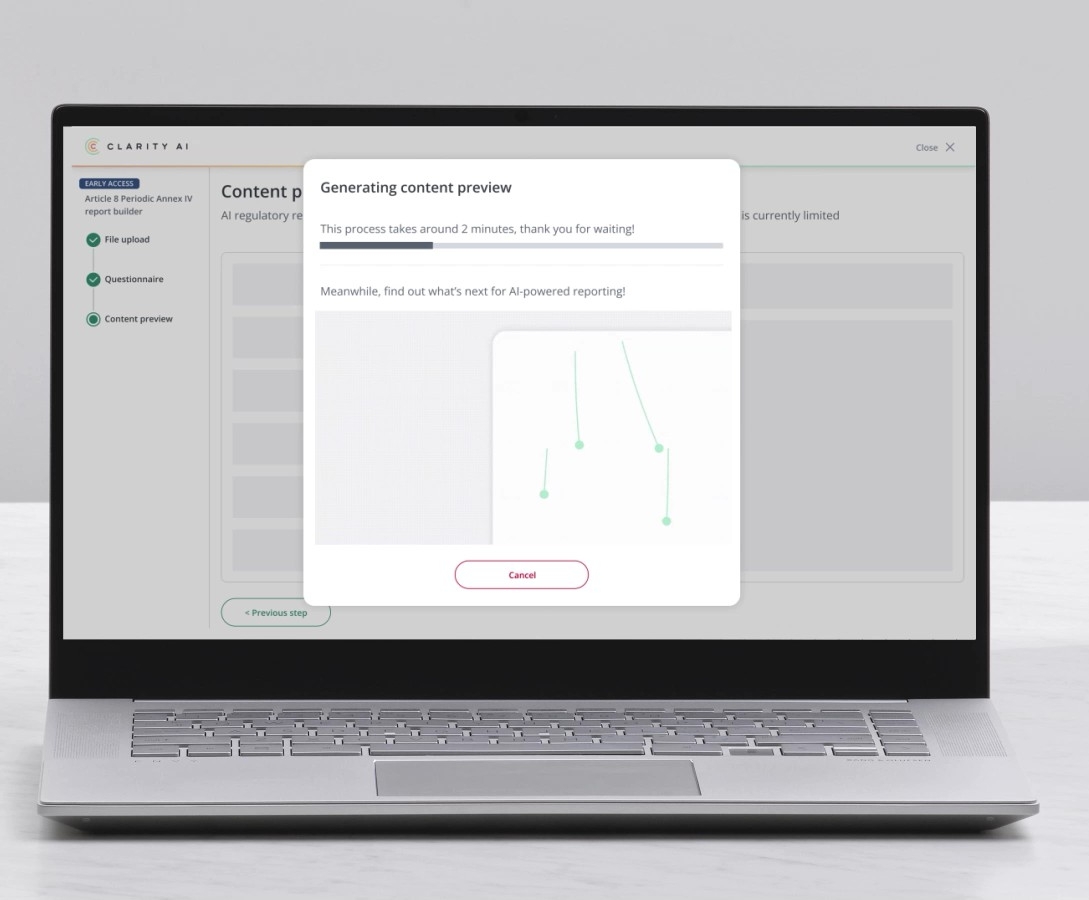 CLARITY AI
Close
EARLY ACCESS
Article 8 Periodic Annex IV
report builder
File upload
Questionnaire
Content preview
Content p
AI regulatory re
is currently limited
Generating content preview
This process takes around 2 minutes, thank you for waiting!
Meanwhile, find out what's next for AI-powered reporting!
Cancel
< Previous step